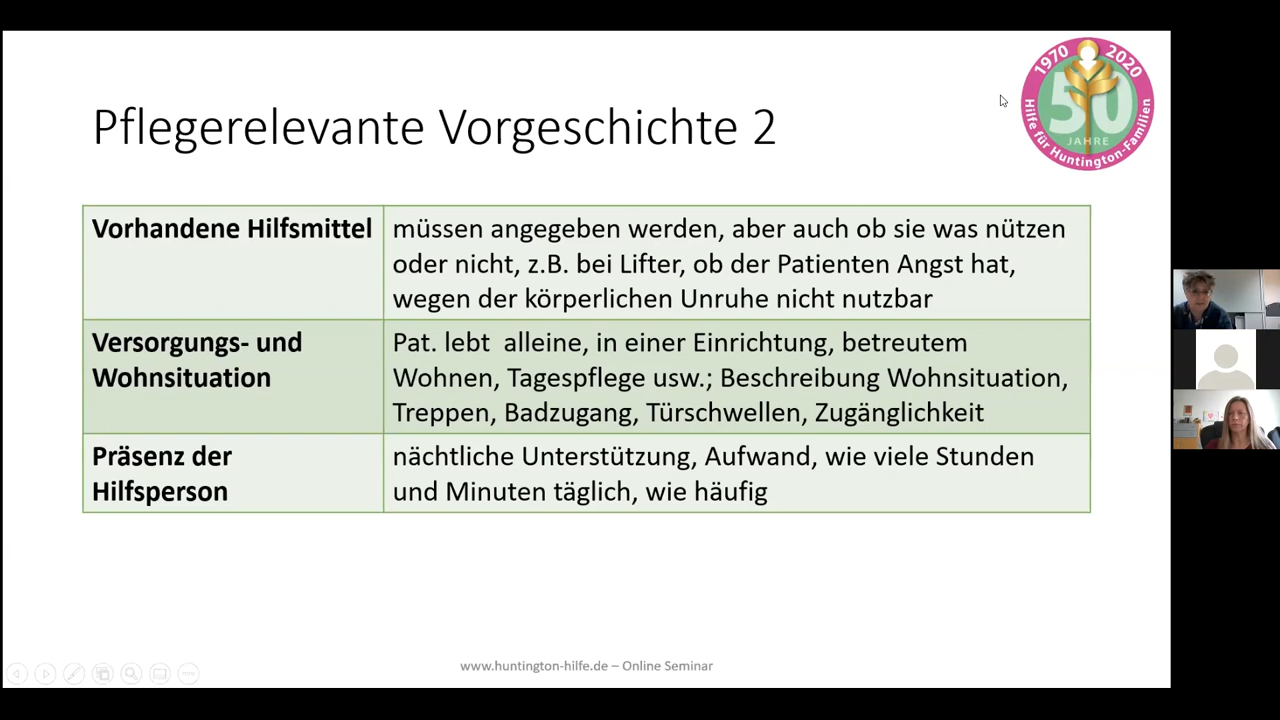 1970 2020
50
JAHRE
Hilfe für Huntington-Familien
Pflegerelevante Vorgeschichte 2
Vorhandene Hilfsmittel
müssen angegeben werden, aber auch ob sie was nützen
oder nicht, z.B. bei Lifter, ob der Patienten Angst hat,
wegen der körperlichen Unruhe nicht nutzbar
Versorgungs- und
Wohnsituation
Pat. lebt alleine, in einer Einrichtung, betreutem
Wohnen, Tagespflege usw.; Beschreibung Wohnsituation,
Treppen, Badzugang, Türschwellen, Zugänglichkeit
Präsenz der
Hilfsperson
nächtliche Unterstützung, Aufwand, wie viele Stunden
und Minuten täglich, wie häufig
www.huntington-hilfe.de – Online Seminar